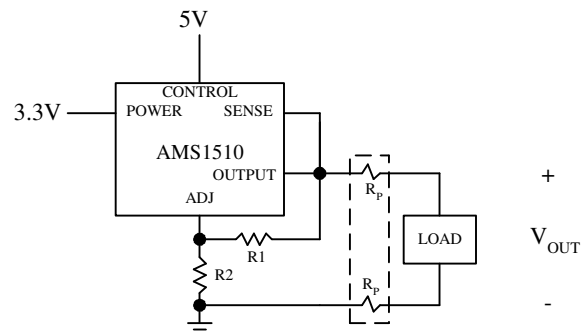 5V
CONTROL
3.3V
POWER SENSE
AMS1510
OUTPUT
ADJ
R1
R2
RP
LOAD
RP
+
VOUT
-